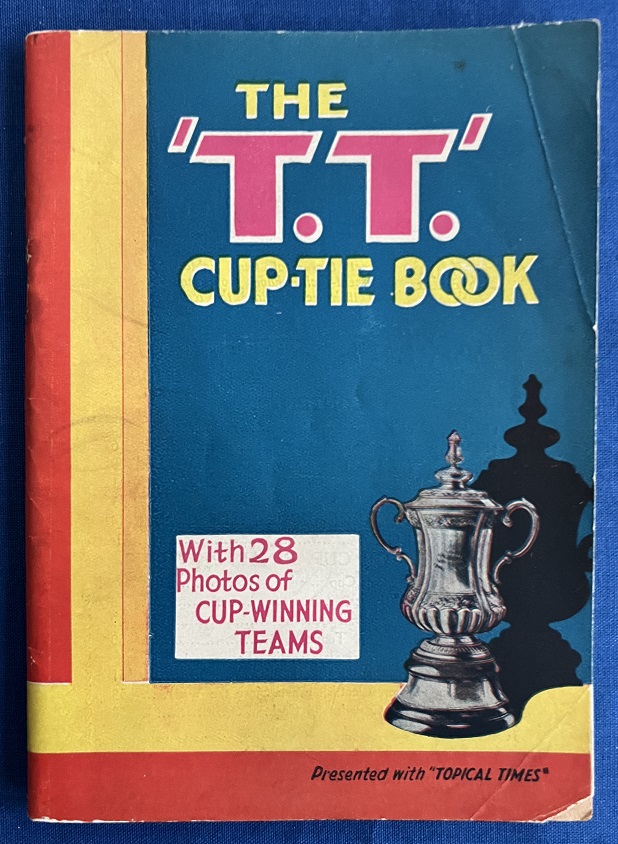 THE
'T.T.'
CUP-TIE BOOK
With 28
Photos of
CUP-WINNING
TEAMS
Presented with "TOPICAL TIMES"